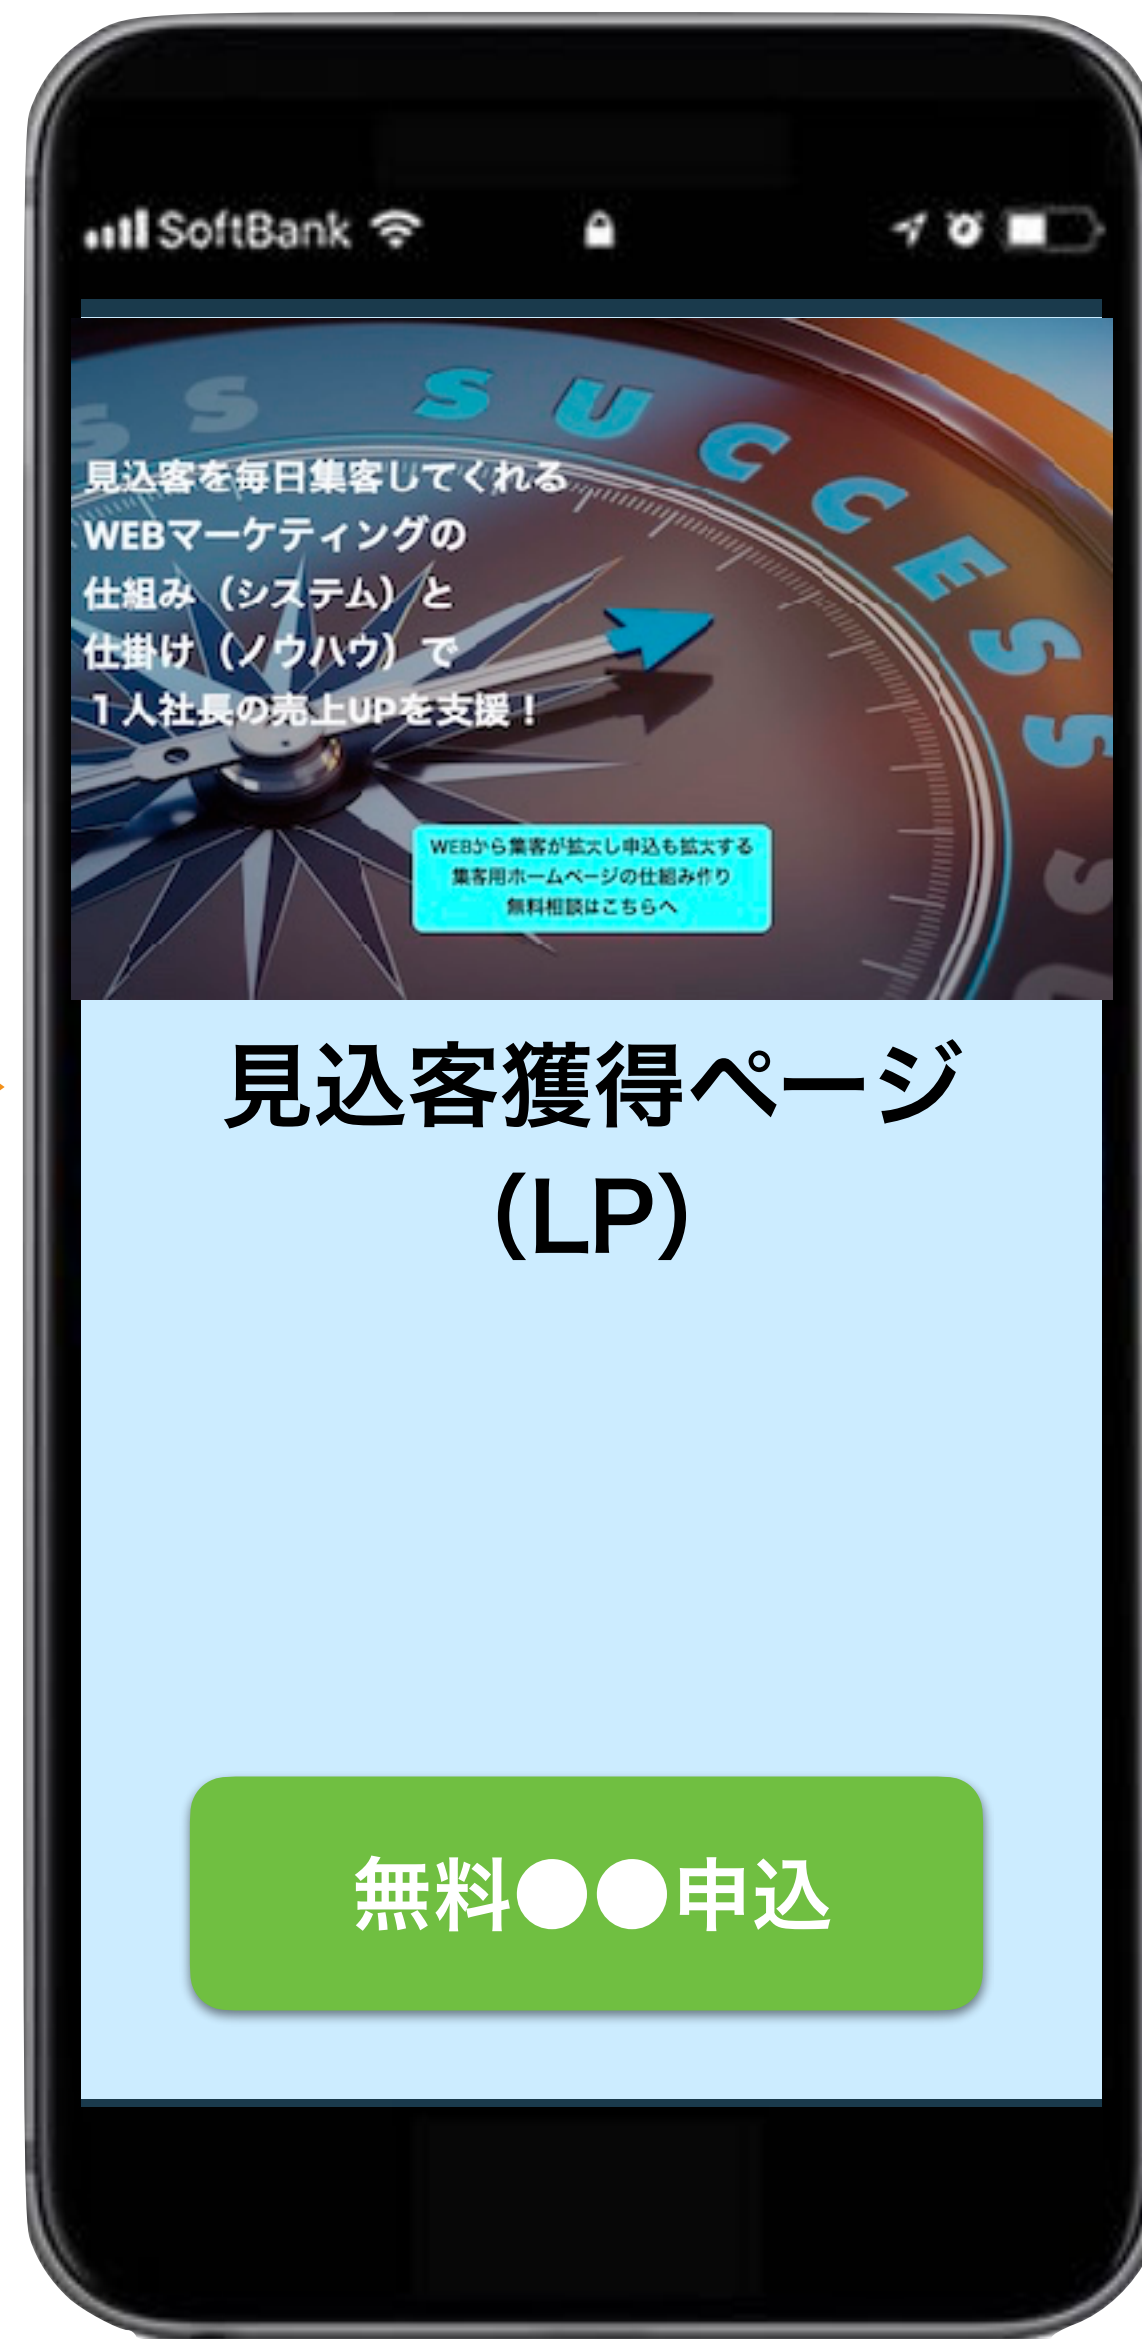 SoftBank
S S SUCCESS SU
見込客を毎日集客してくれる
WEBマーケティングの
仕組み（システム）と
仕掛け（ノウハウ）で
１人社長の売上UPを支援！
WEBから集客が拡大し申込も拡大する
集客用ホームページの仕組み作り
無料相談はこちらへ
見込客獲得ページ
（LP）
無料●●申込